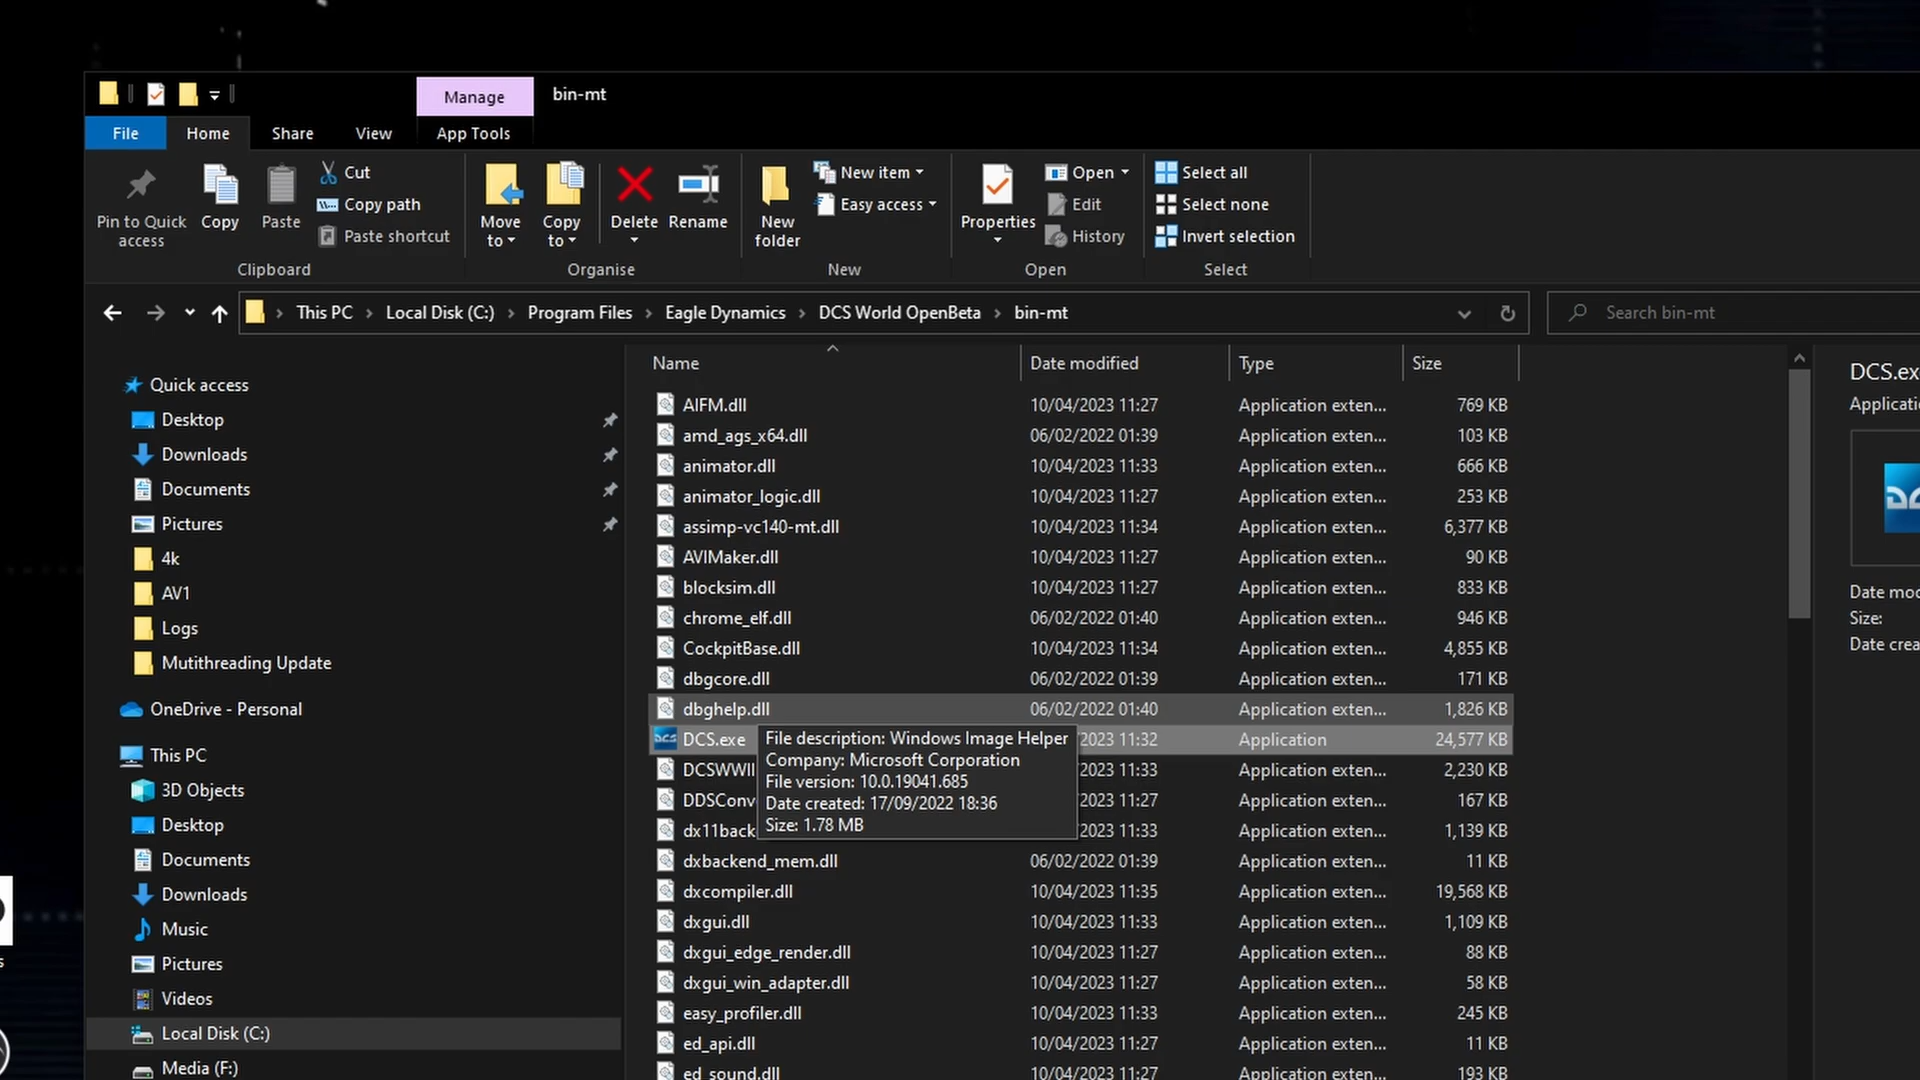 Manage
bin-mt
File
Home
Share
View
App Tools
Pin to Quick access
Copy
Paste
Cut
Copy path
Paste shortcut
Clipboard
Move to
Copy to
Delete
Rename
Organise
New folder
New item
Easy access
New
Properties
Open
Edit
History
Open
Select all
Select none
Invert selection
Select
This PC > Local Disk (C:) > Program Files > Eagle Dynamics > DCS World OpenBeta > bin-mt
Search bin-mt
Quick access
Desktop
Downloads
Documents
Pictures
4k
AV1
Logs
Mutithreading Update
OneDrive - Personal
This PC
3D Objects
Desktop
Documents
Downloads
Music
Pictures
Videos
Local Disk (C:)
Media (F:)
Name Date modified Type Size
AIFM.dll 10/04/2023 11:27 Application exten... 769 KB
amd_ags_x64.dll 06/02/2022 01:39 Application exten... 103 KB
animator.dll 10/04/2023 11:33 Application exten... 666 KB
animator_logic.dll 10/04/2023 11:27 Application exten... 253 KB
assimp-vc140-mt.dll 10/04/2023 11:34 Application exten... 6,377 KB
AVIMaker.dll 10/04/2023 11:27 Application exten... 90 KB
blocksim.dll 10/04/2023 11:27 Application exten... 833 KB
chrome_elf.dll 06/02/2022 01:40 Application exten... 946 KB
CockpitBase.dll 10/04/2023 11:34 Application exten... 4,855 KB
dbgcore.dll 06/02/2022 01:39 Application exten... 171 KB
dbghelp.dll 06/02/2022 01:40 Application exten... 1,826 KB
DCS.exe 2023 11:32 Application 24,577 KB
DCSWWII 2023 11:33 Application exten... 2,230 KB
DDSConv 2023 11:27 Application exten... 167 KB
dx11back 2023 11:33 Application exten... 1,139 KB
File description: Windows Image Helper
Company: Microsoft Corporation
File version: 10.0.19041.685
Date created: 17/09/2022 18:36
Size: 1.78 MB
dxbackend_mem.dll 06/02/2022 01:39 Application exten... 11 KB
dxcompiler.dll 10/04/2023 11:35 Application exten... 19,568 KB
dxgui.dll 10/04/2023 11:33 Application exten... 1,109 KB
dxgui_edge_render.dll 10/04/2023 11:27 Application exten... 88 KB
dxgui_win_adapter.dll 10/04/2023 11:27 Application exten... 58 KB
easy_profiler.dll 10/04/2023 11:33 Application exten... 245 KB
ed_api.dll 10/04/2023 11:27 Application exten... 11 KB
ed_sound.dll 10/04/2023 11:27 Application exten... 193 KB
DCS.exe
Applicatio
Date mod
Size:
Date crea